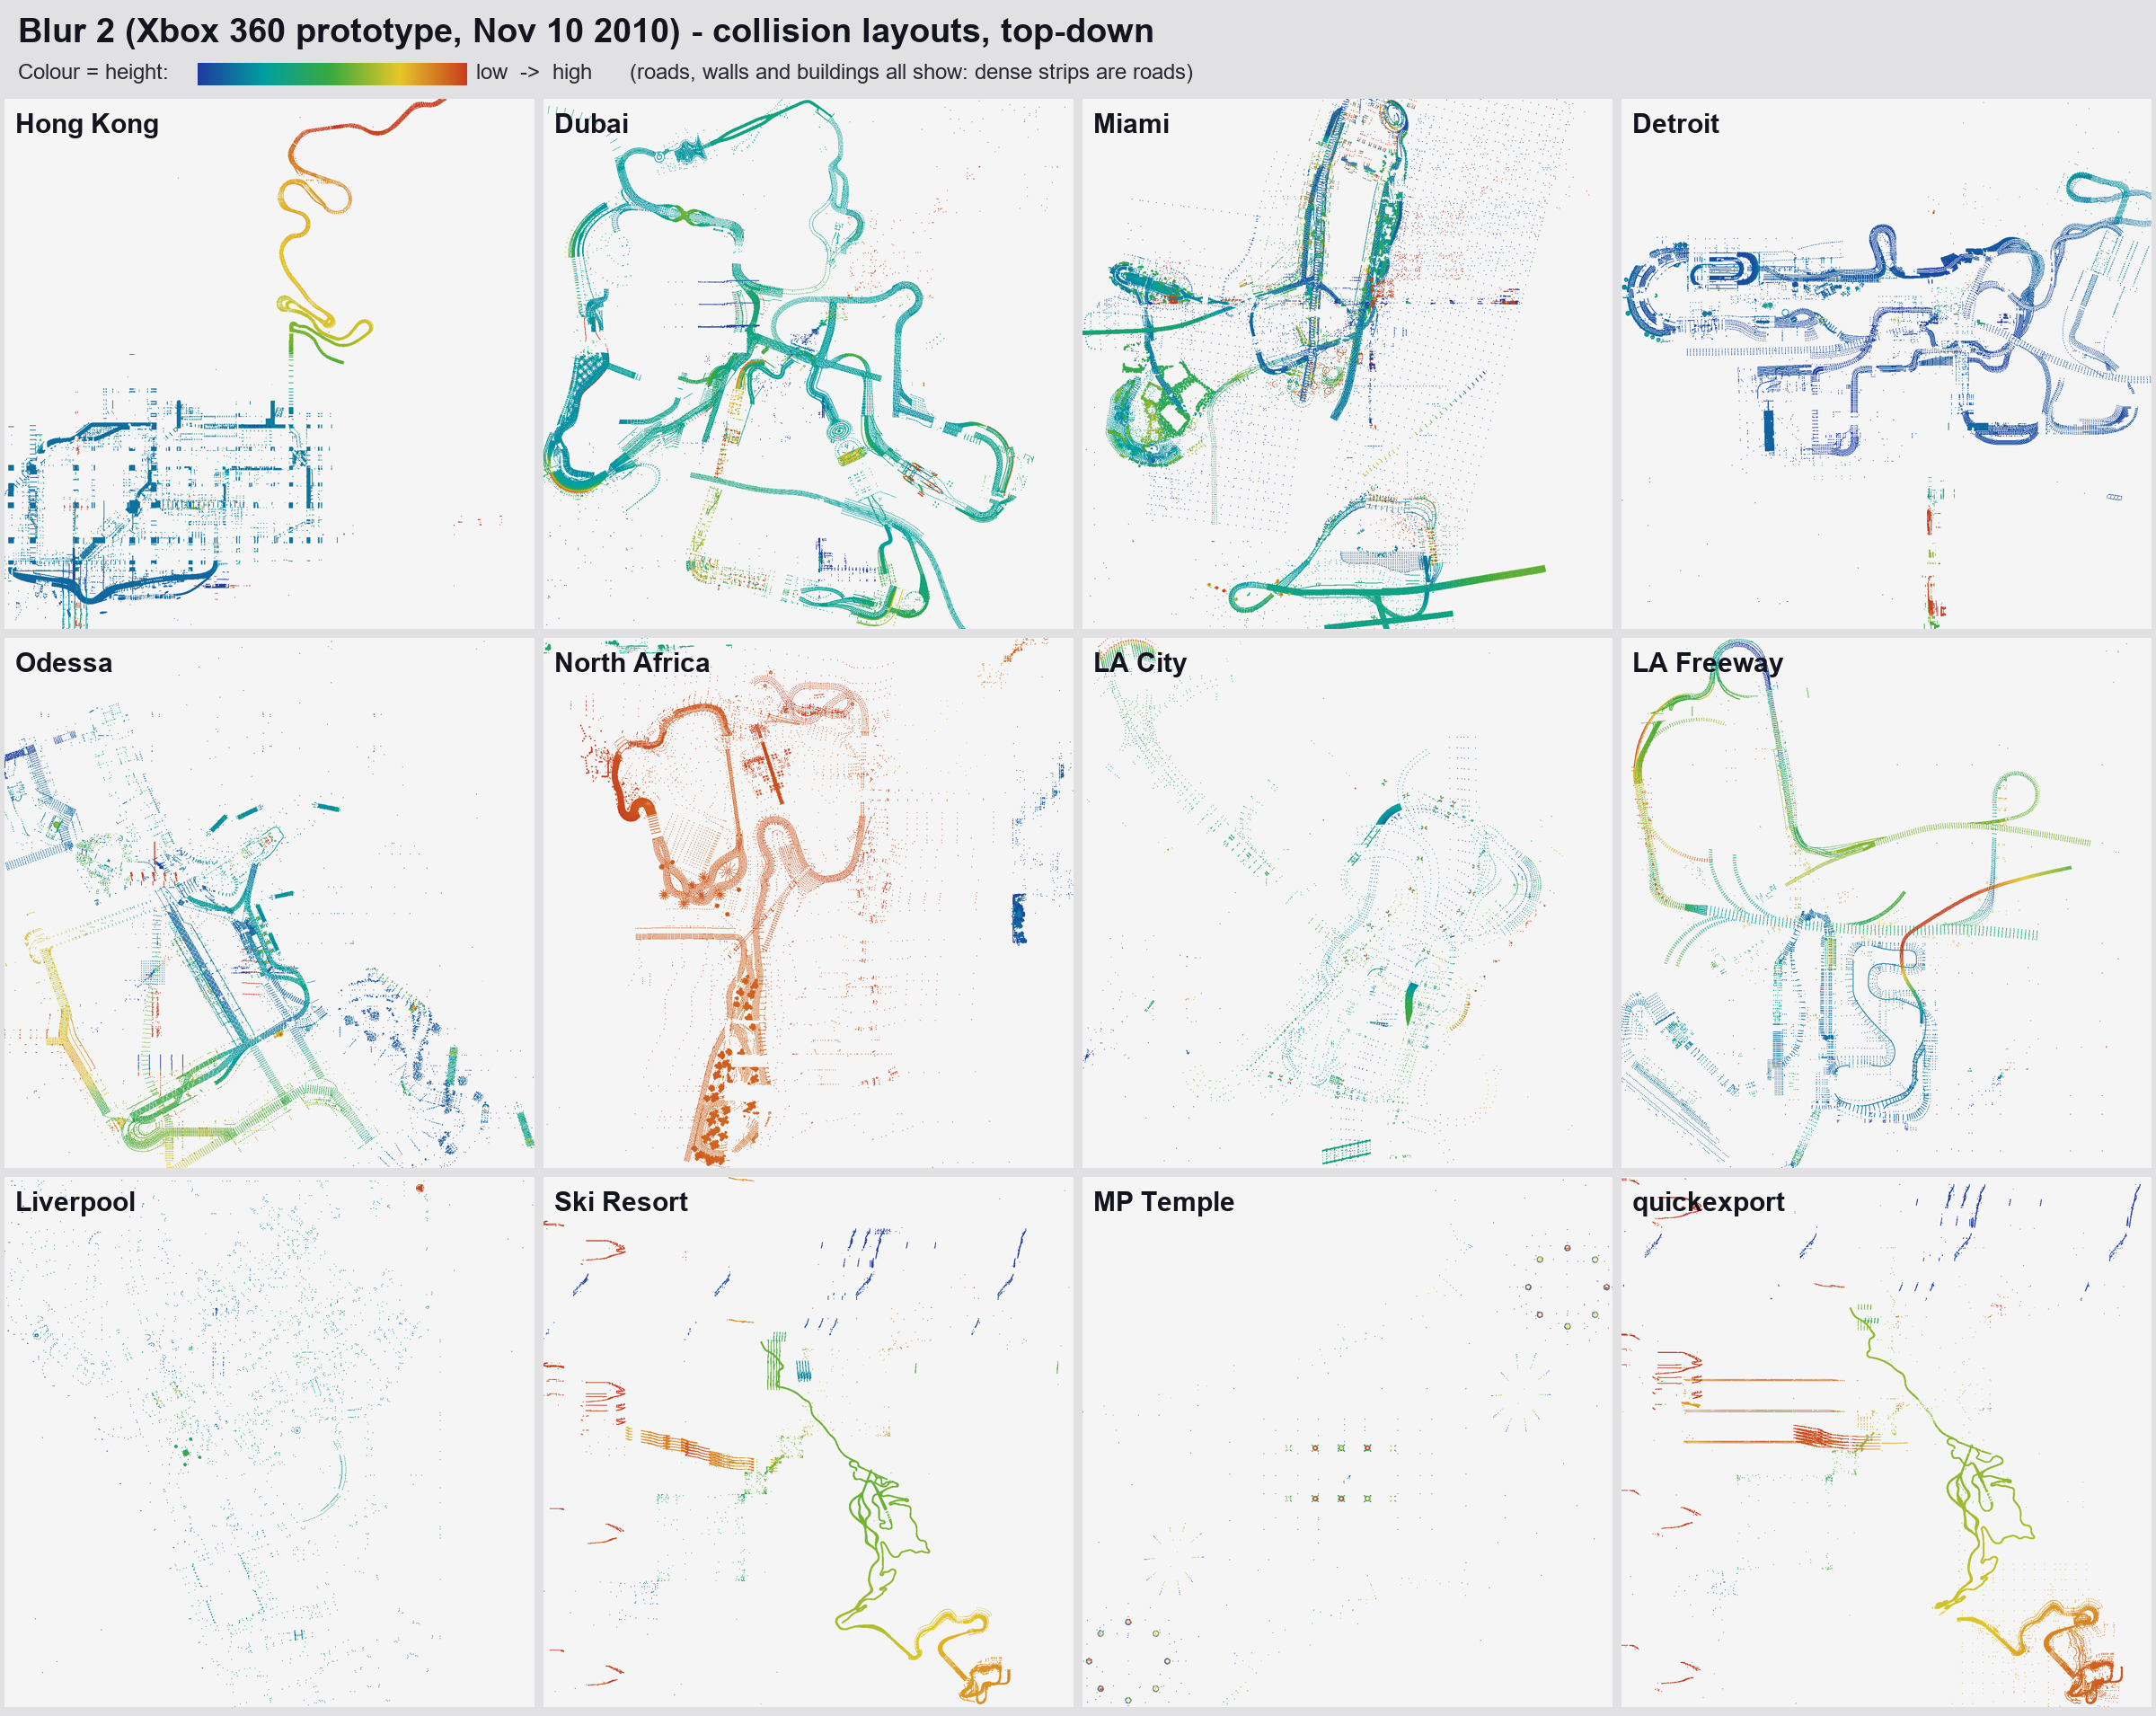 Blur 2 (Xbox 360 prototype, Nov 10 2010) - collision layouts, top-down
Colour = height: low -> high (roads, walls and buildings all show: dense strips are roads)
Hong Kong
Dubai
Miami
Detroit
Odessa
North Africa
LA City
LA Freeway
Liverpool
Ski Resort
MP Temple
quickexport